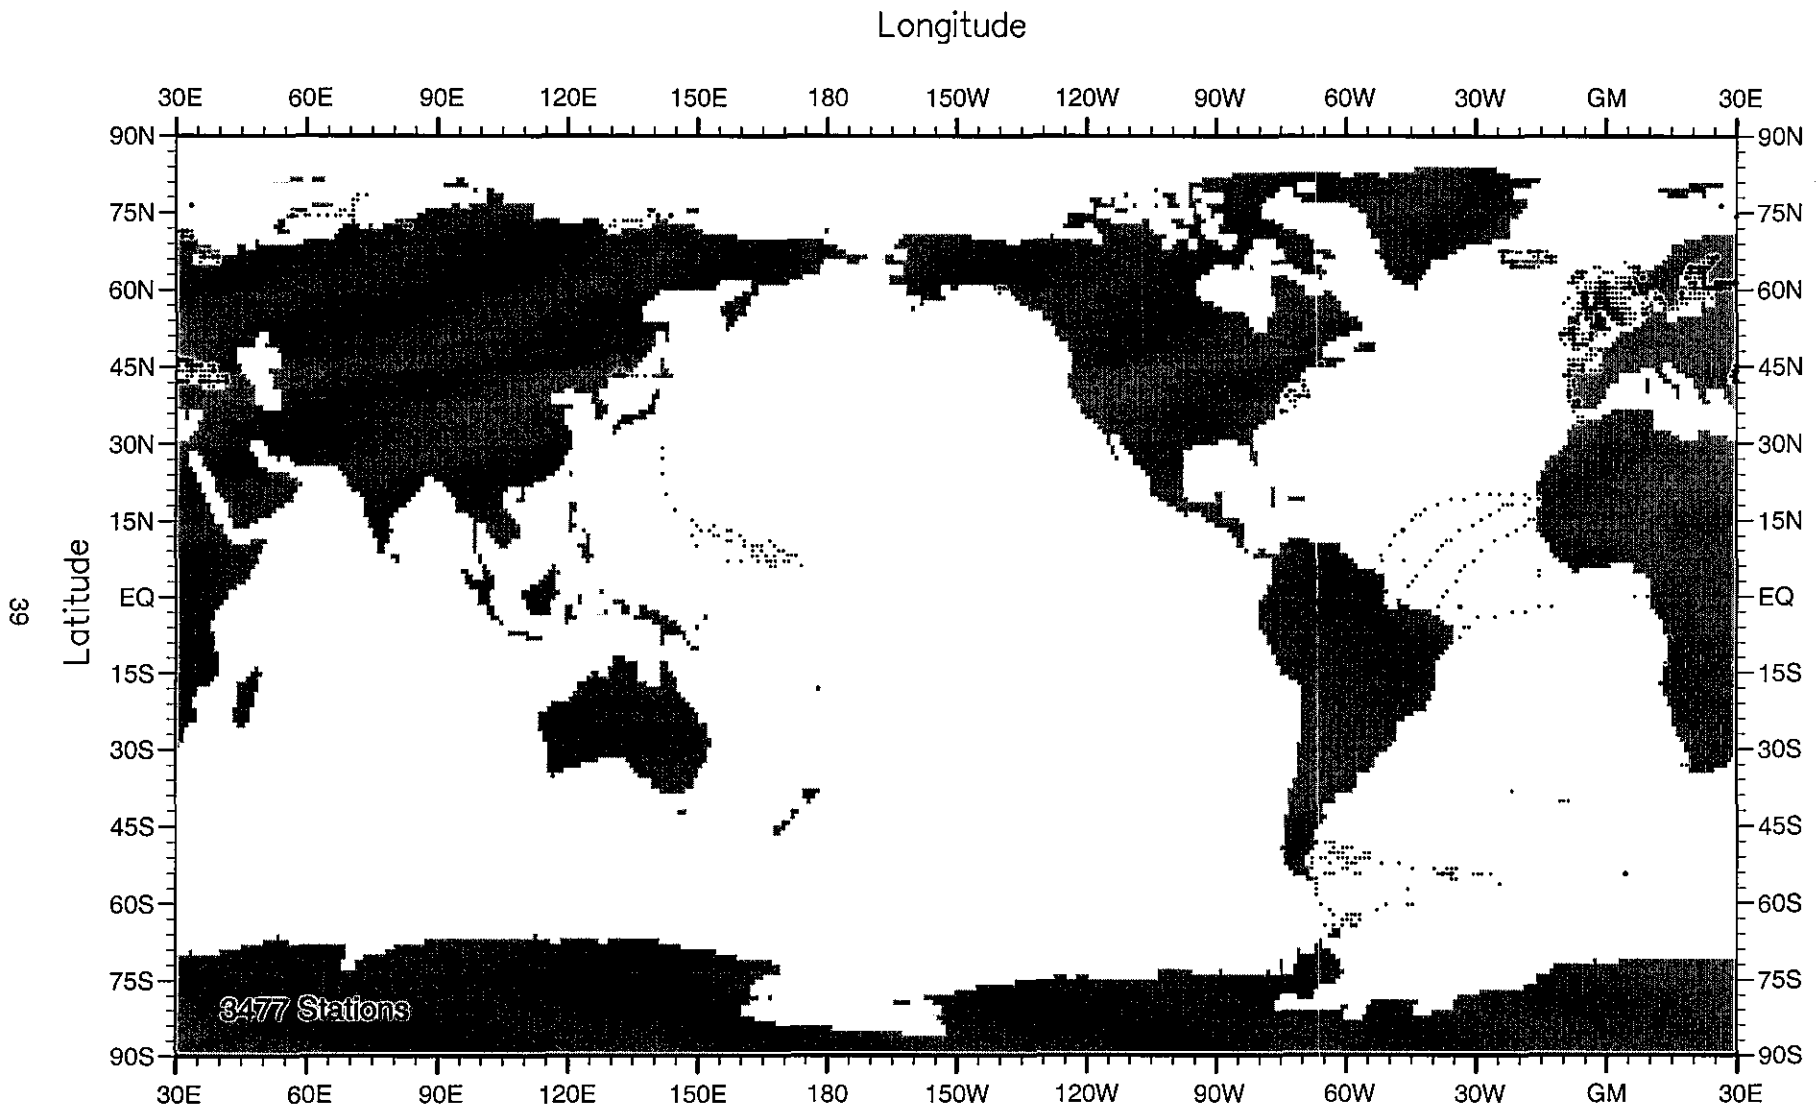 Longitude
30E 60E 90E 120E 150E 180 150W 120W 90W 60W 30W GM 30E
90N 90N
75N 75N
60N 60N
45N 45N
30N 30N
15N 15N
EQ EQ
15S 15S
30S 30S
45S 45S
60S 60S
75S 75S
90S 90S
Latitude
39
3477 Stations
30E 60E 90E 120E 150E 180 150W 120W 90W 60W 30W GM 30E